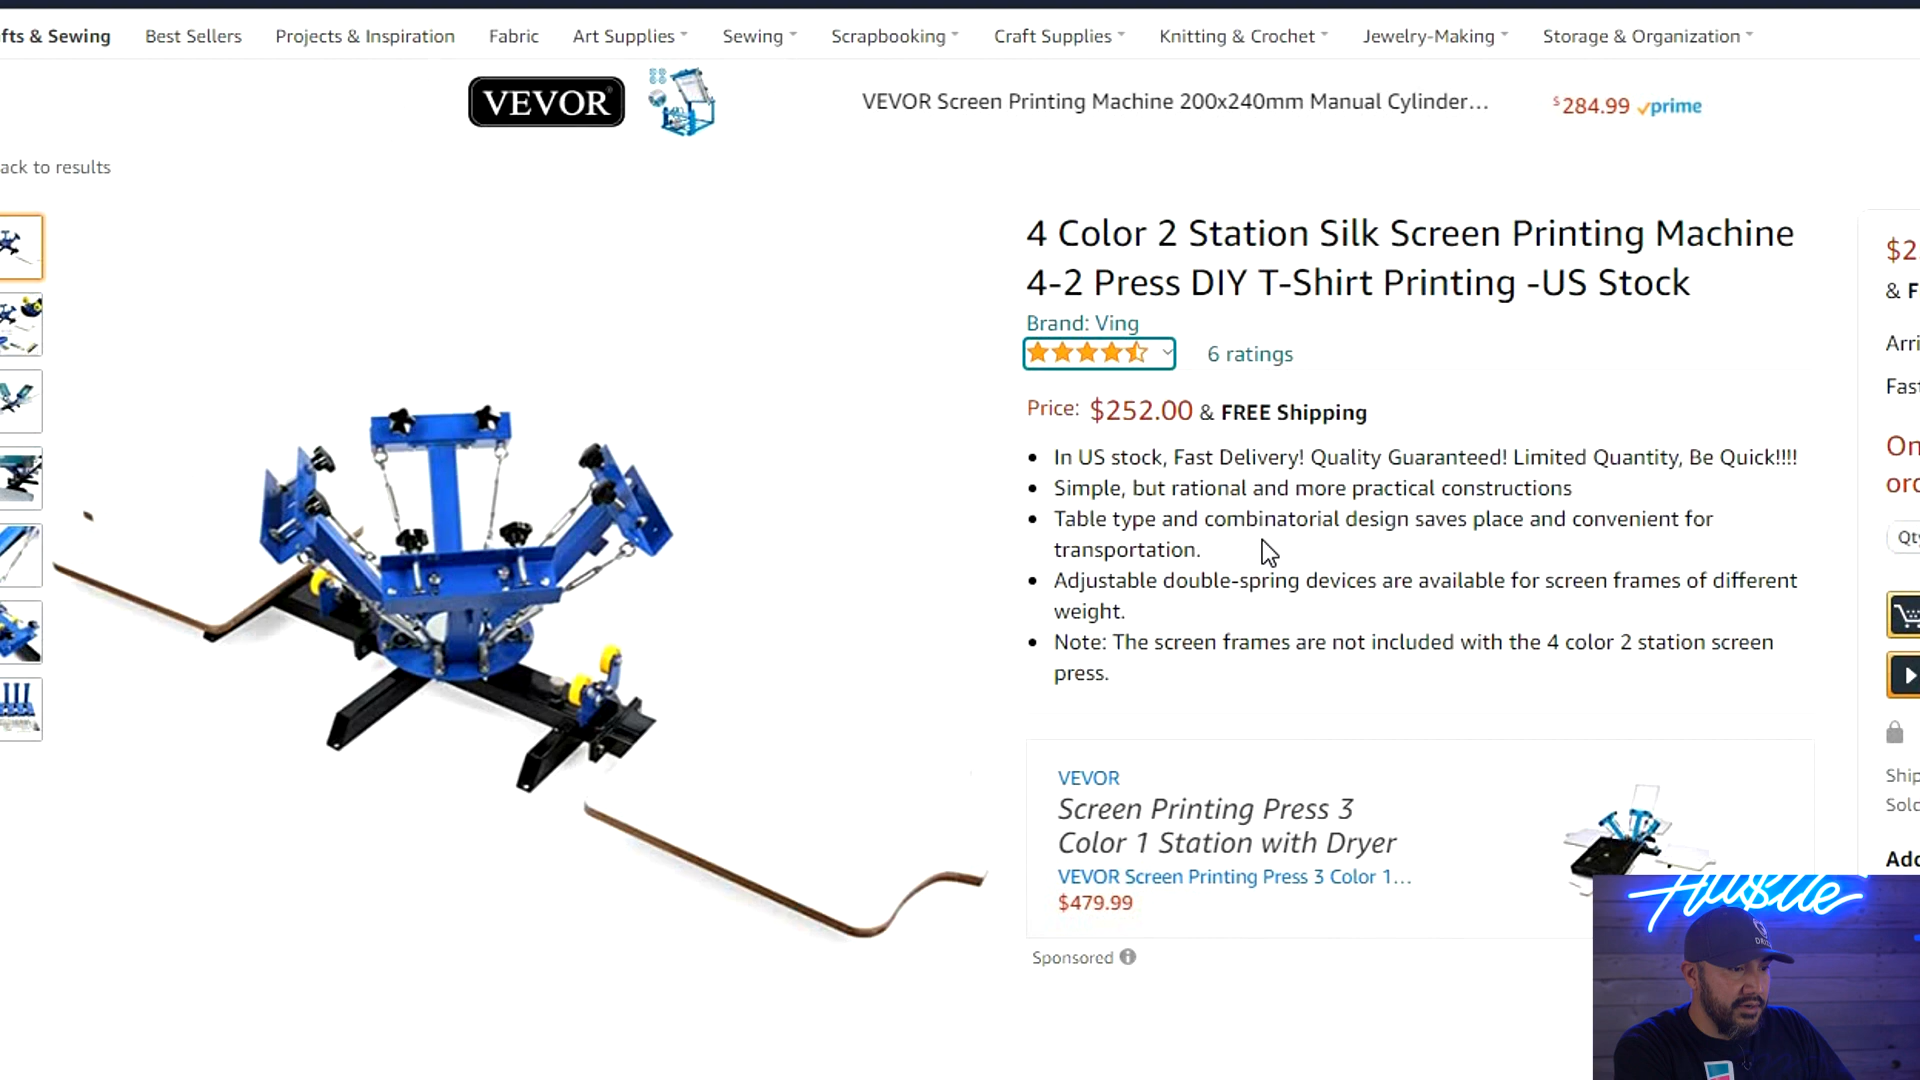 fts & Sewing Best Sellers Projects & Inspiration Fabric Art Supplies Sewing Scrapbooking Craft Supplies Knitting & Crochet Jewelry-Making Storage & Organization
VEVOR VEVOR Screen Printing Machine 200x240mm Manual Cylinder... $284.99 prime
ack to results
4 Color 2 Station Silk Screen Printing Machine
4-2 Press DIY T-Shirt Printing -US Stock
Brand: Ving
6 ratings
Price: $252.00 & FREE Shipping
In US stock, Fast Delivery! Quality Guaranteed! Limited Quantity, Be Quick!!!!
Simple, but rational and more practical constructions
Table type and combinatorial design saves place and convenient for
transportation.
Adjustable double-spring devices are available for screen frames of different
weight.
Note: The screen frames are not included with the 4 color 2 station screen
press.
$2
& F
Arri
Fast
On
ord
Qty
Ship
Sold
Add
VEVOR
Screen Printing Press 3
Color 1 Station with Dryer
VEVOR Screen Printing Press 3 Color 1...
$479.99
Sponsored
Hustle